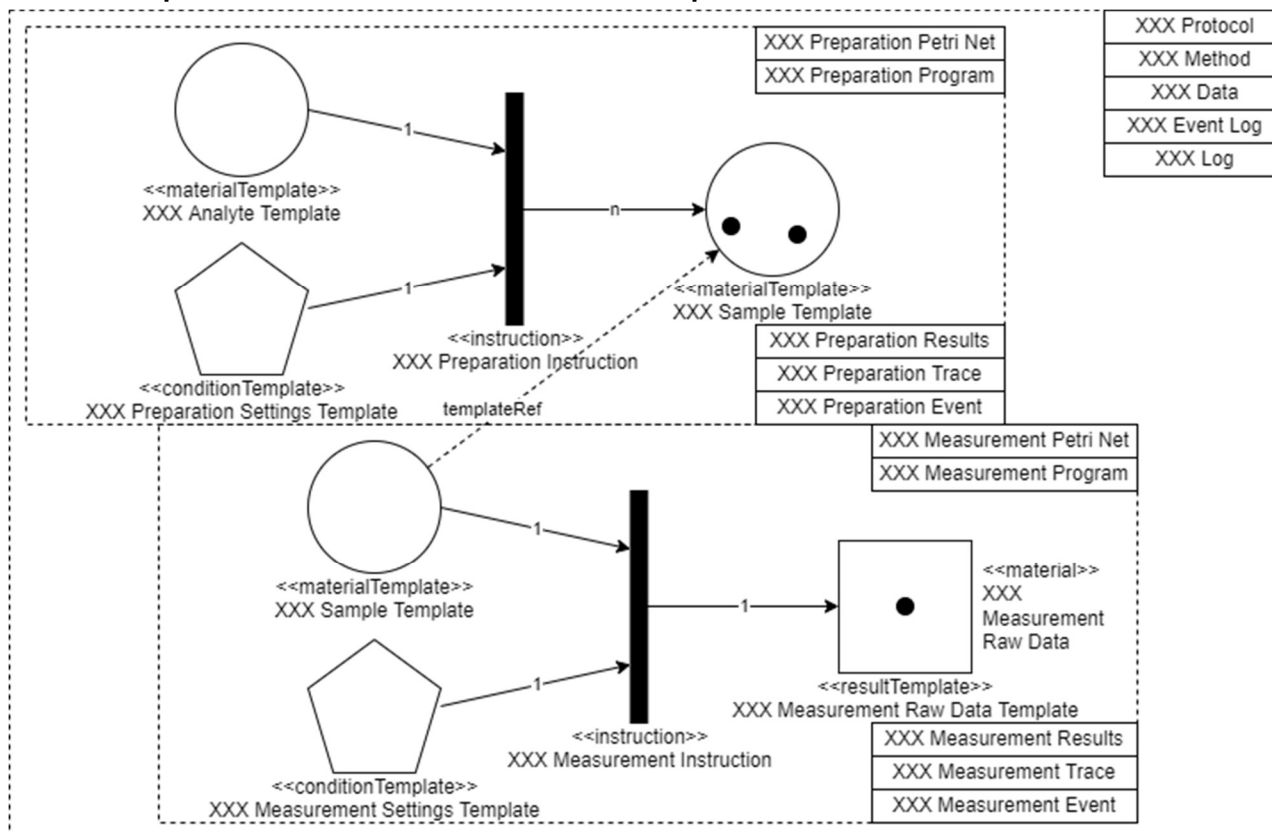 XXX Protocol
XXX Method
XXX Data
XXX Event Log
XXX Log
XXX Preparation Petri Net
XXX Preparation Program
1
<<materialTemplate>>
XXX Analyte Template
n
1
<<materialTemplate>>
XXX Sample Template
<<instruction>>
XXX Preparation Instruction
<<conditionTemplate>>
XXX Preparation Settings Template
templateRef
XXX Preparation Results
XXX Preparation Trace
XXX Preparation Event
XXX Measurement Petri Net
XXX Measurement Program
1
<<materialTemplate>>
XXX Sample Template
1
<<material>>
XXX
Measurement
Raw Data
1
<<resultTemplate>>
XXX Measurement Raw Data Template
<<instruction>>
XXX Measurement Instruction
<<conditionTemplate>>
XXX Measurement Settings Template
XXX Measurement Results
XXX Measurement Trace
XXX Measurement Event